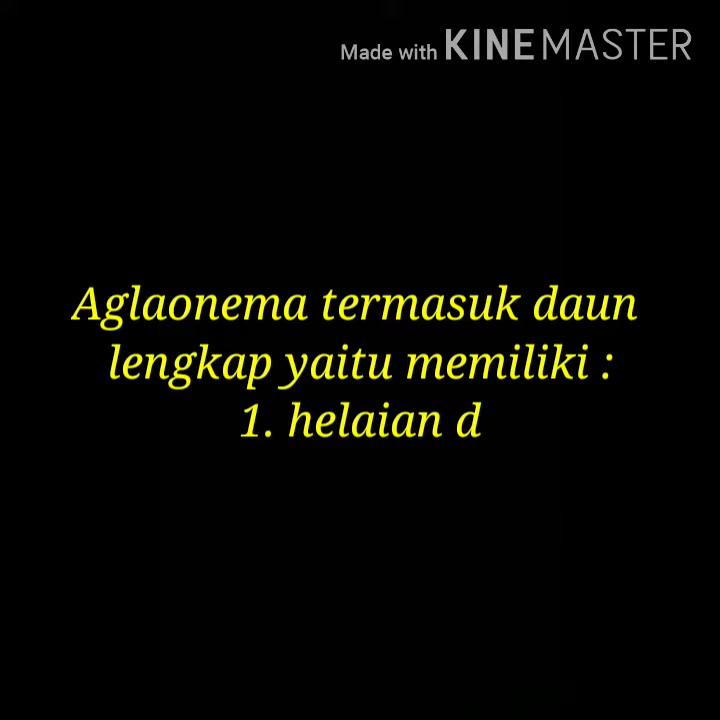 Made with KINEMASTER
Aglaonema termasuk daun
lengkap yaitu memiliki :
1. helaian d